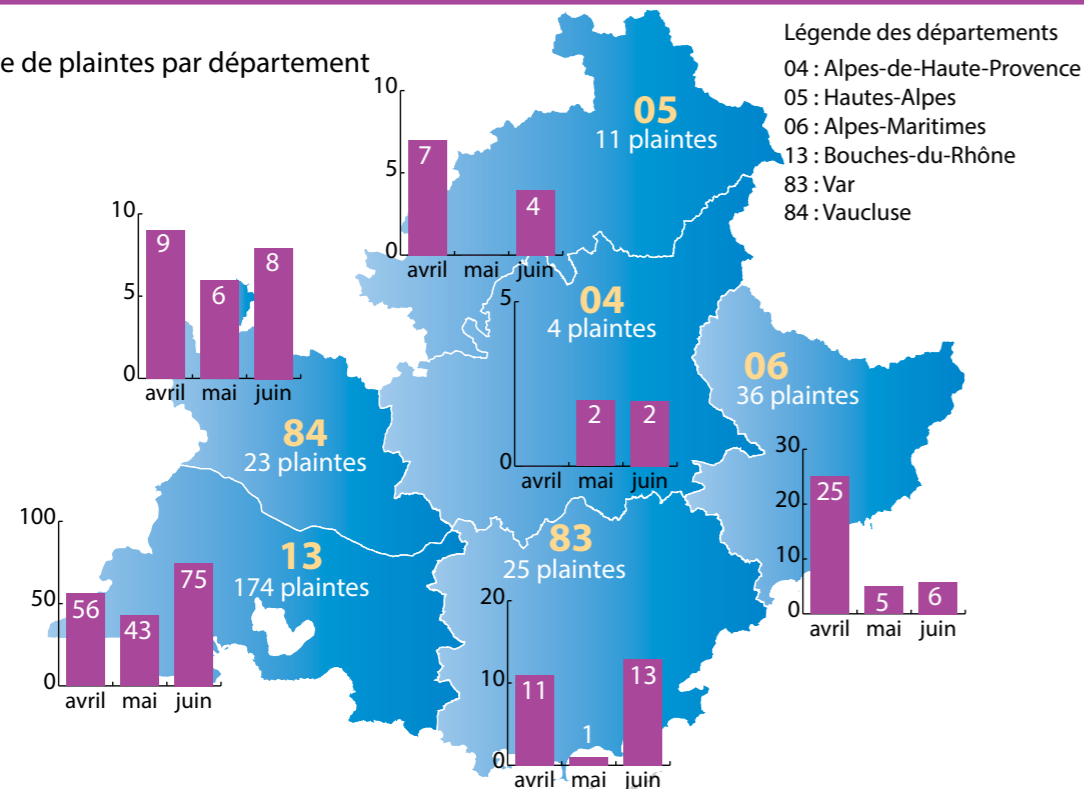 e de plaintes par département
Légende des départements
04 : Alpes-de-Haute-Provence
05 : Hautes-Alpes
06 : Alpes-Maritimes
13 : Bouches-du-Rhône
83 : Var
84 : Vaucluse
05
11 plaintes
10
5
0
7
4
avril mai juin
10
5
0
9
6
8
avril mai juin
84
23 plaintes
04
4 plaintes
5
0
2
2
avril mai juin
06
36 plaintes
30
20
10
0
25
5
6
avril mai juin
13
174 plaintes
100
50
0
56
43
75
avril mai juin
83
25 plaintes
20
10
0
11
1
13
avril mai juin